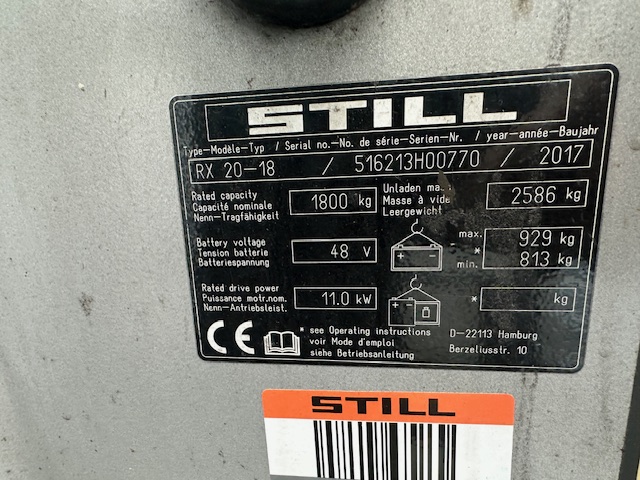 STILL
Type-Modèle-Typ / Serial no.-No. de série-Serien-Nr. / year-année-Baujahr
RX 20-18 / 516213H00770 / 2017
Rated capacity
Capacité nominale
Nenn-Tragfähigkeit
1800 kg
Unladen
Masse à vide
Leergewicht
2586 kg
Battery voltage
Tension batterie
Batteriespannung
48 V
max.
929 kg
*
min.
813 kg
Rated drive power
Puissance motr.nom.
Nenn-Antriebsleist.
11.0 kW
*
kg
CE
* see Operating instructions
voir Mode d'emploi
siehe Betriebsanleitung
D-22113 Hamburg
Berzeliusstr. 10
STILL